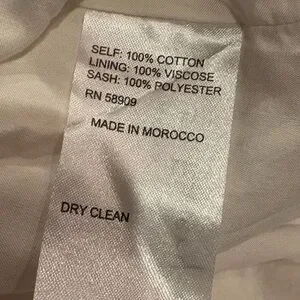 SELF: 100% COTTON
LINING: 100% VISCOSE
SASH: 100% POLYESTER
RN 58909
MADE IN MOROCCO
DRY CLEAN